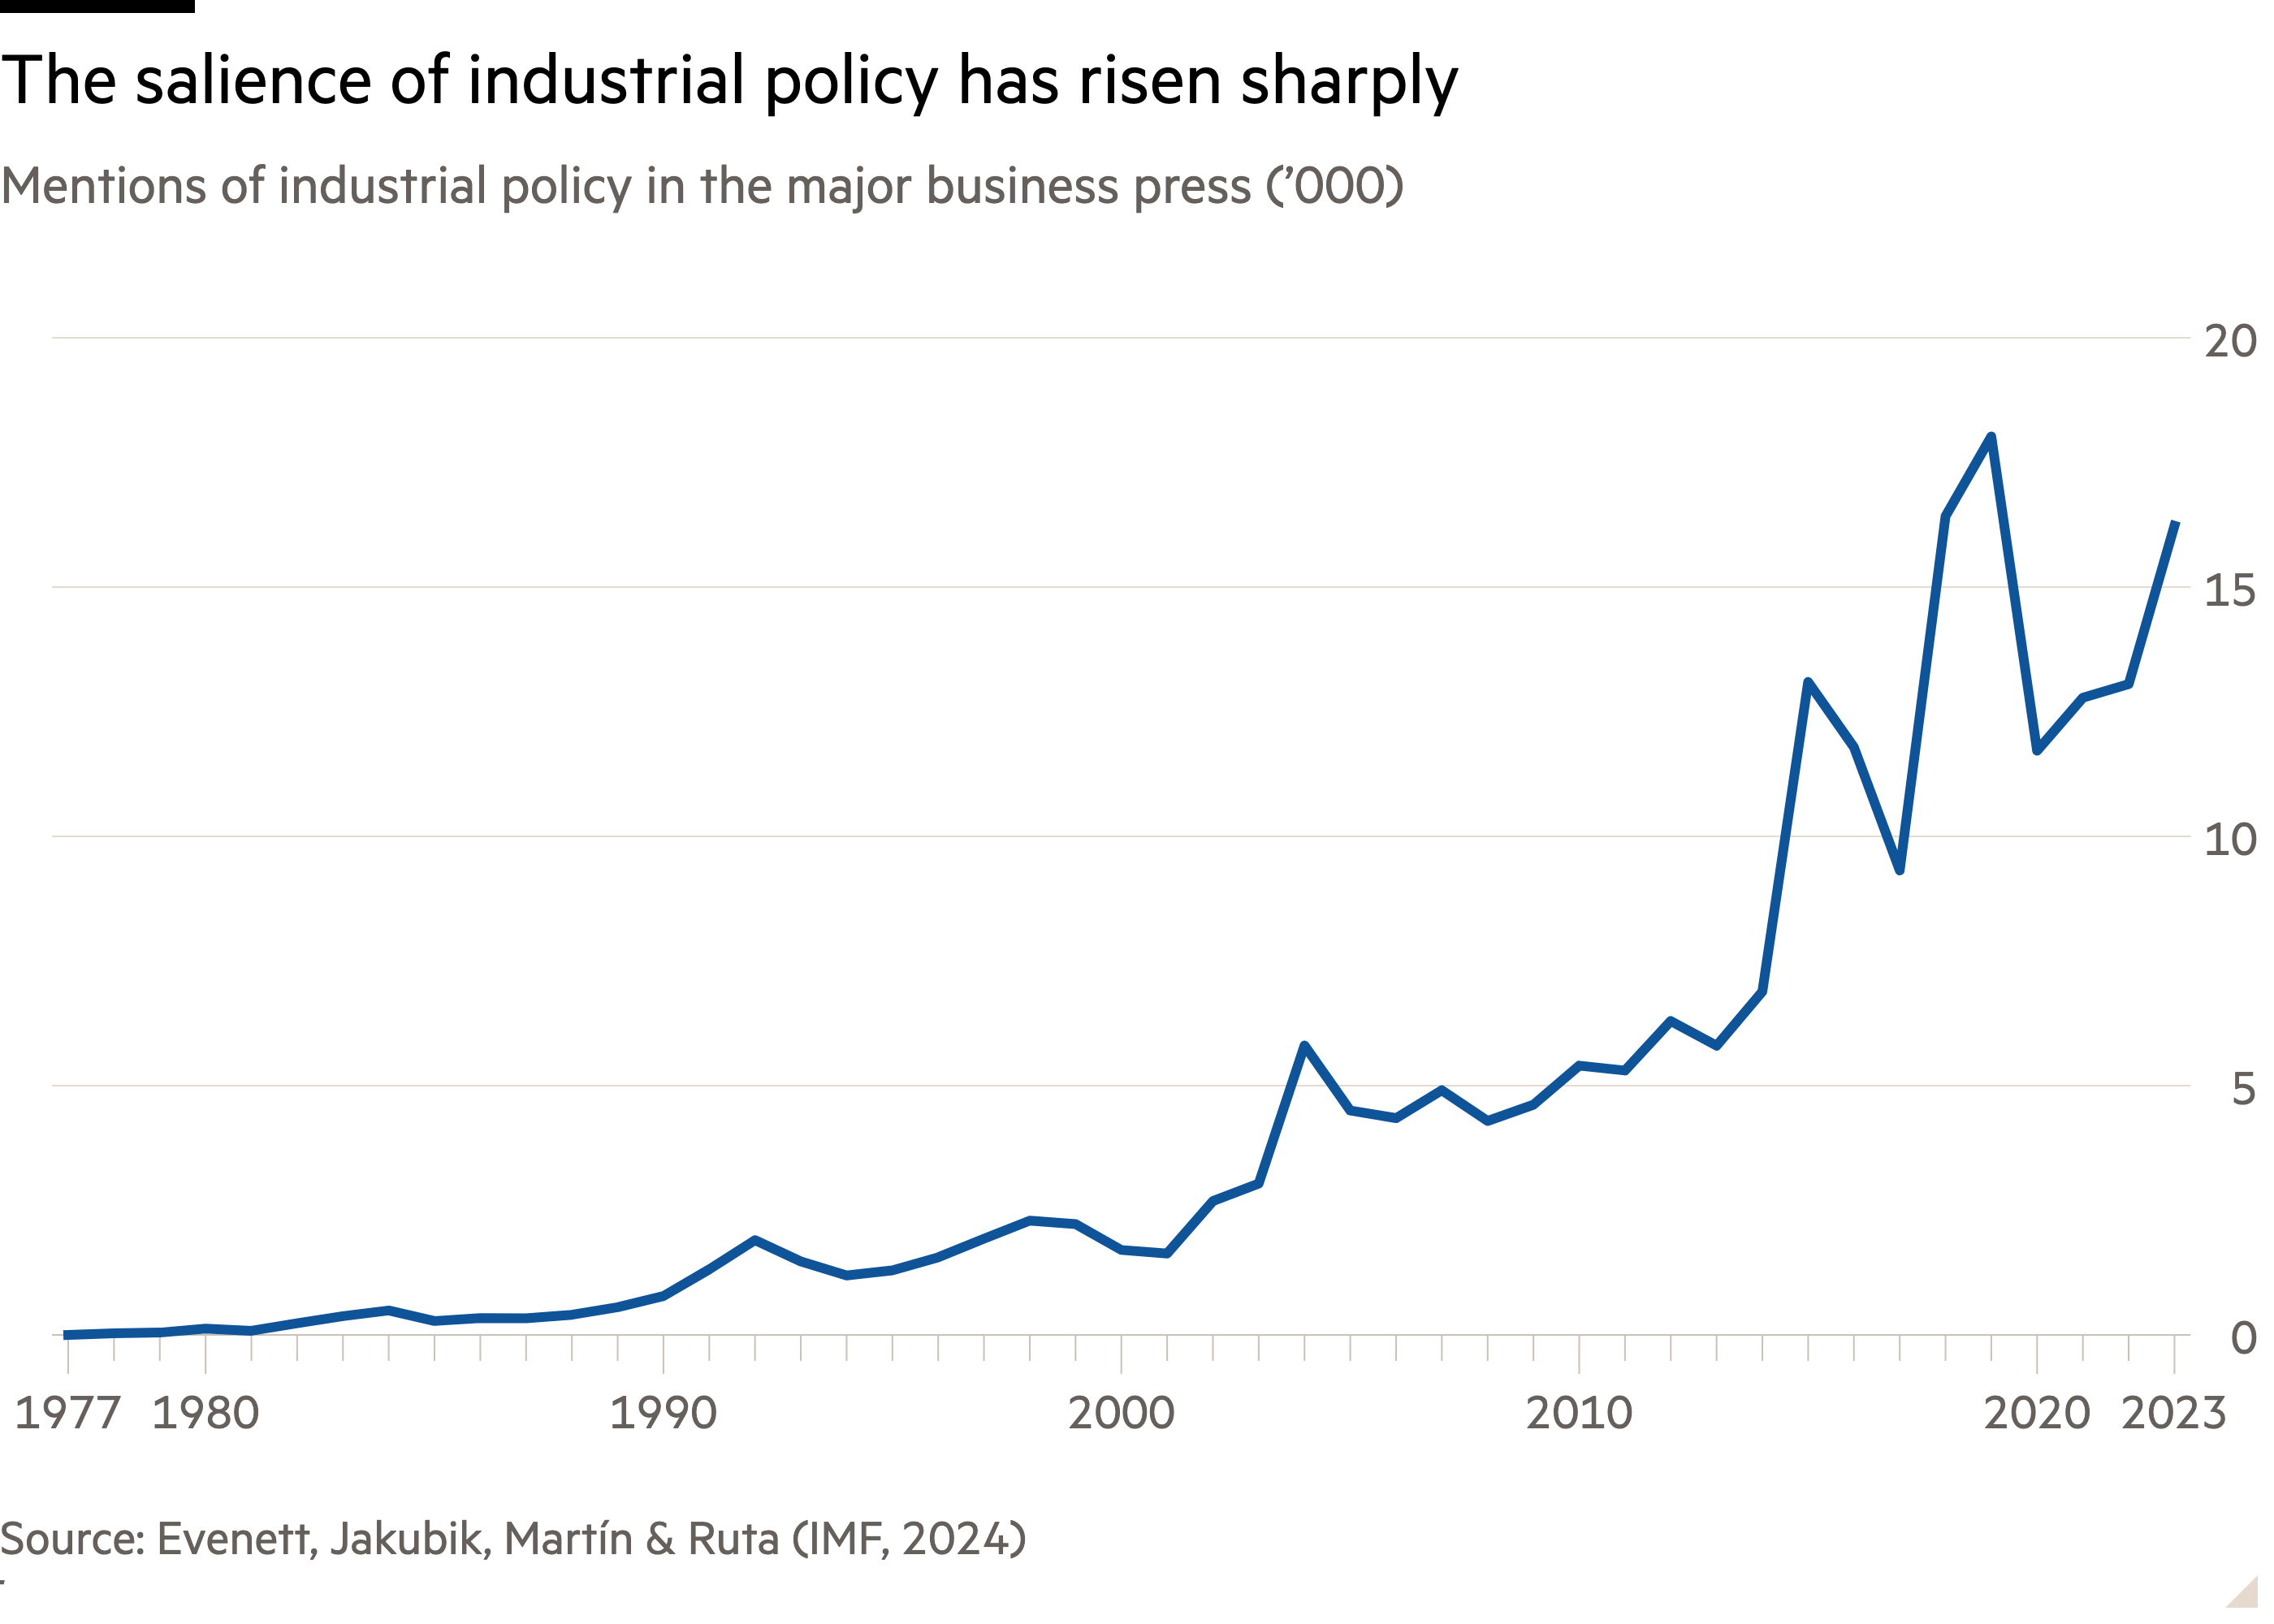 The salience of industrial policy has risen sharply
Mentions of industrial policy in the major business press (‘000)
20
15
10
5
0
1977 1980 1990 2000 2010 2020 2023
Source: Evenett, Jakubik, Martín & Ruta (IMF, 2024)